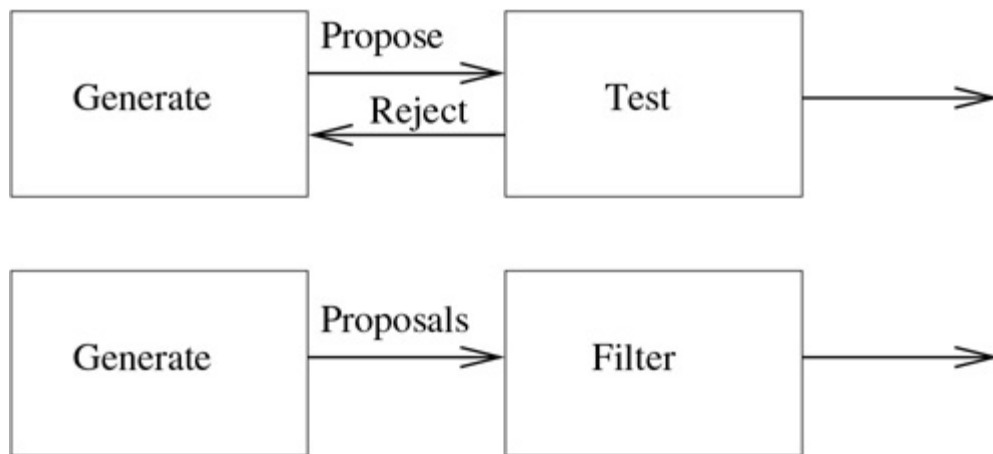 Propose
Generate
Test
Reject
Proposals
Generate
Filter